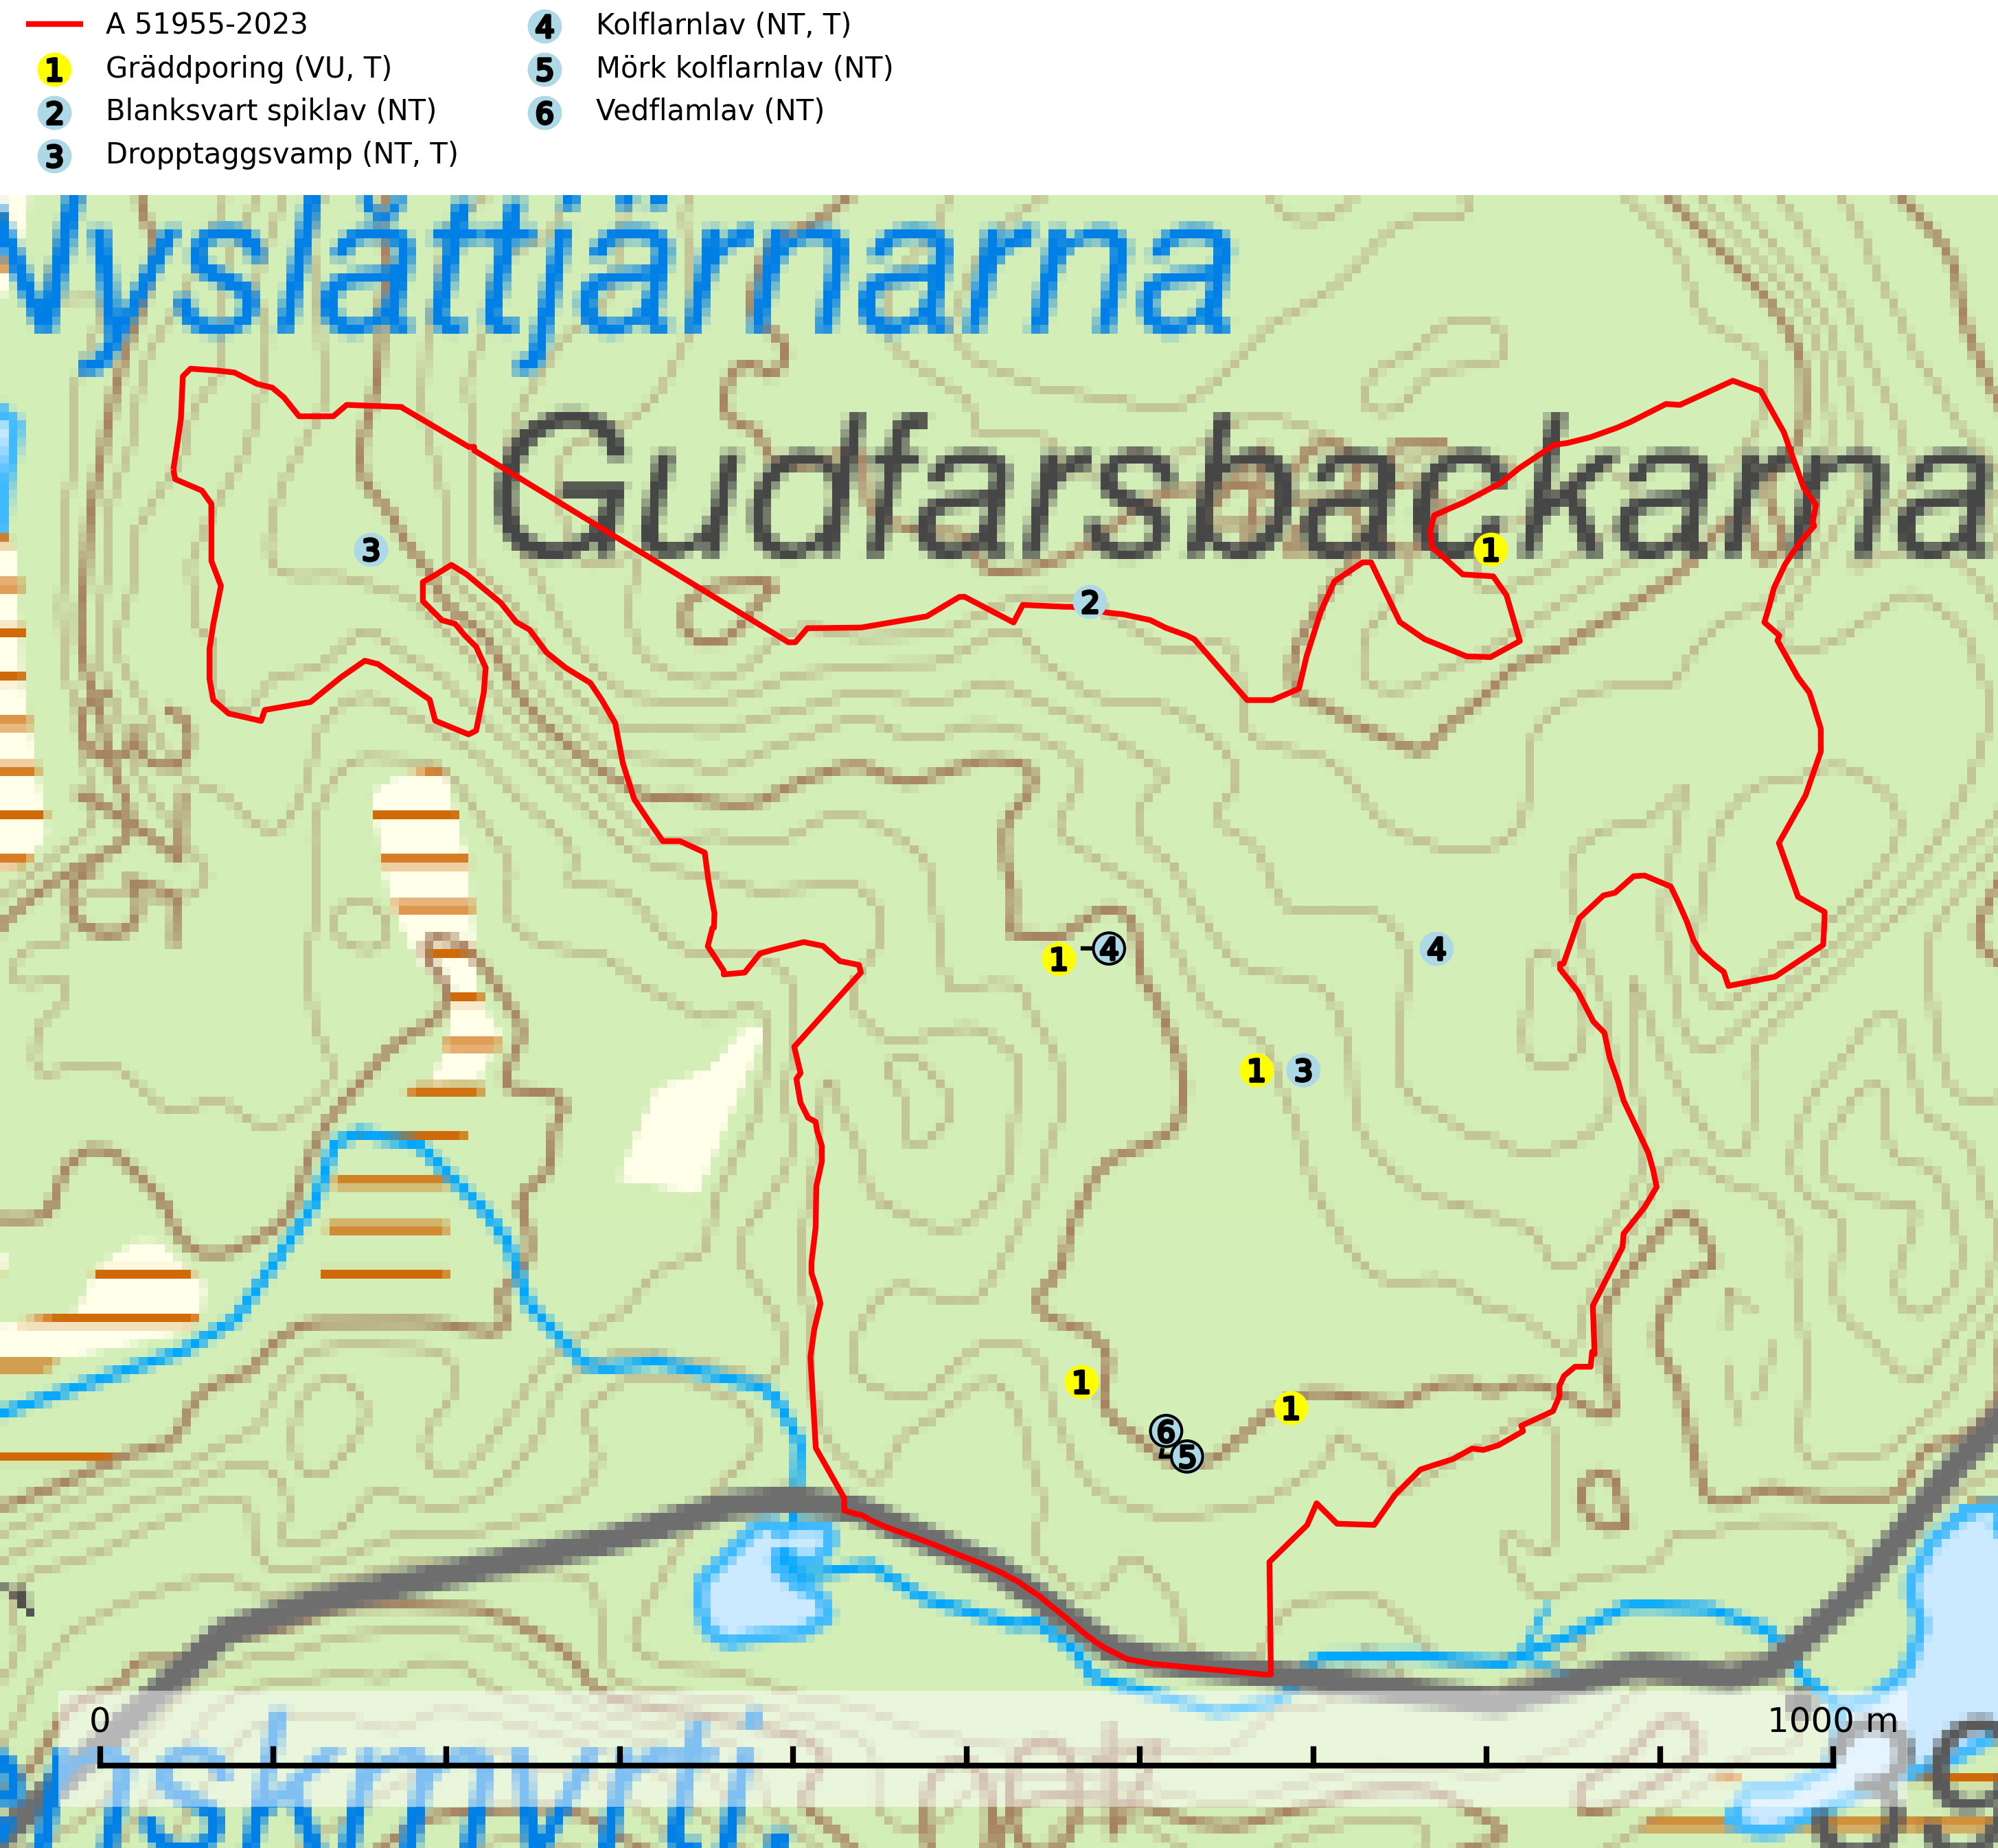 A 51955-2023
1 Gräddporing (VU, T)
2 Blanksvart spiklav (NT)
3 Dropptaggsvamp (NT, T)
4 Kolflarnlav (NT, T)
5 Mörk kolflarnlav (NT)
6 Vedflamlav (NT)
Nyslåttjärnarna
Gudfarsbackarna
3
1
2
1 4
4
1 3
1
1
6
5
0 1000 m